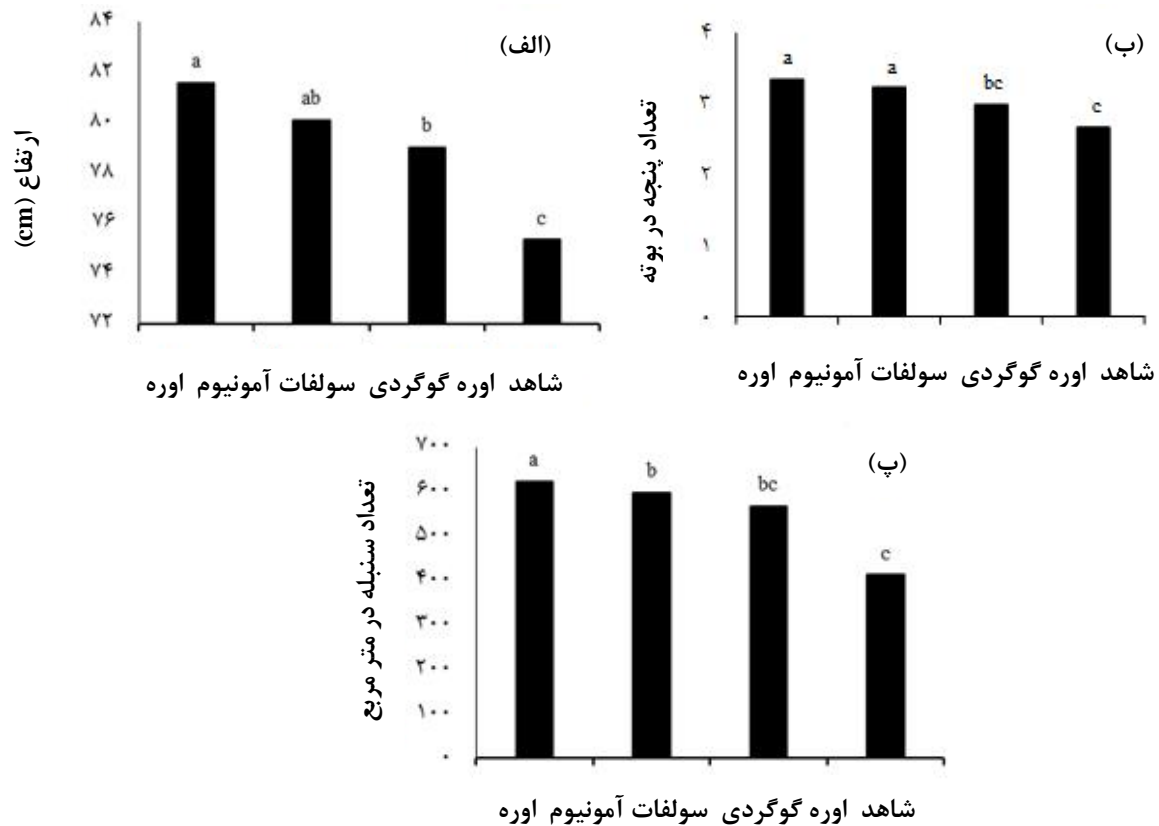 (الف)
ارتفاع (cm)
۸۴
۸۲
۸۰
۷۸
۷۶
۷۴
۷۲
a
ab
b
c
شاهد اوره گوگردی سولفات آمونیوم اوره
(ب)
تعداد پنجه در بوته
۴
۳
۲
۱
۰
a
a
bc
c
شاهد اوره گوگردی سولفات آمونیوم اوره
(پ)
تعداد سنبله در متر مربع
۷۰۰
۶۰۰
۵۰۰
۴۰۰
۳۰۰
۲۰۰
۱۰۰
۰
a
b
bc
c
شاهد اوره گوگردی سولفات آمونیوم اوره